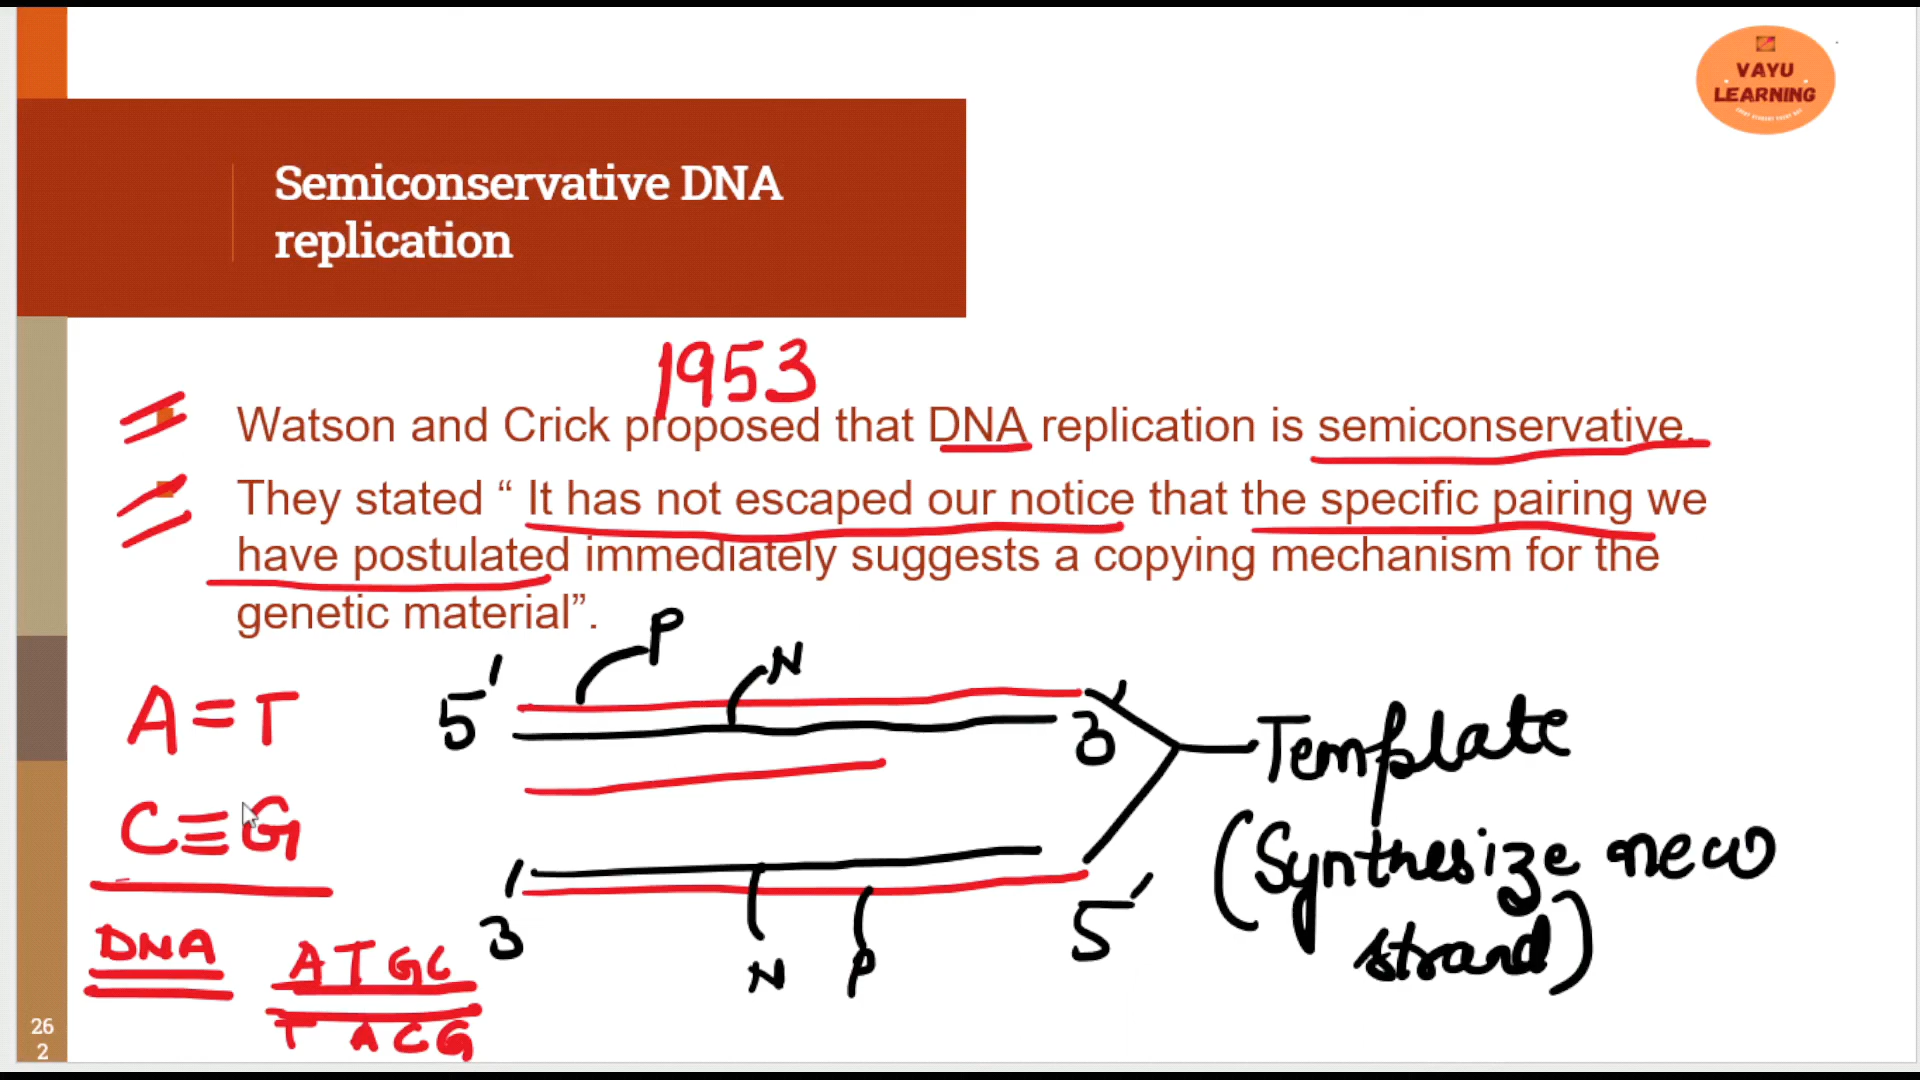 VAYU
LEARNING
Semiconservative DNA
replication
1953
Watson and Crick proposed that DNA replication is semiconservative.
They stated “ It has not escaped our notice that the specific pairing we
have postulated immediately suggests a copying mechanism for the
genetic material”.
P
N
A=T
5'
3'
Template
C≡G
(Synthesize new
strand)
3'
5'
N
P
DNA
ATGC
TACG
26
2